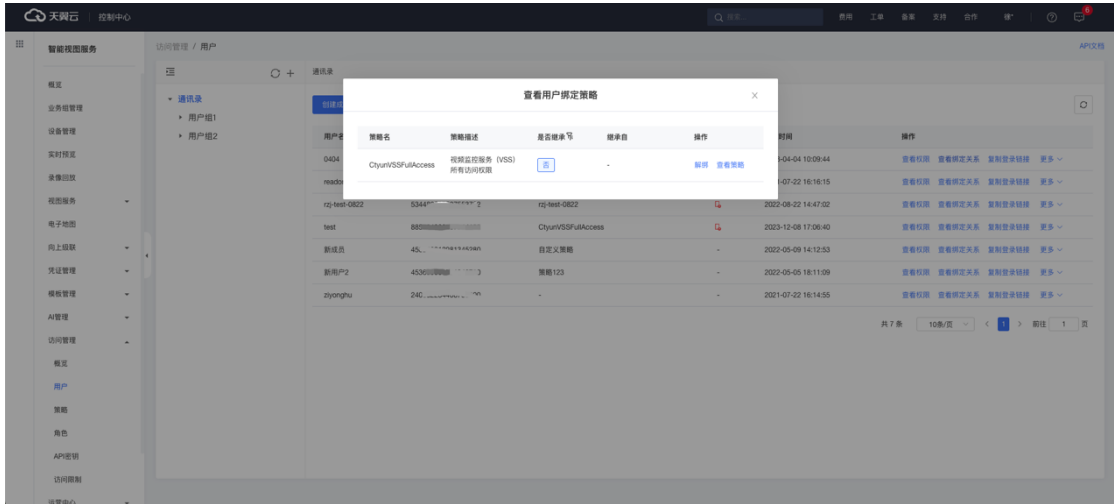 天翼云 控制中心 搜索... 费用 工单 备案 支持 合作 6
智能视图服务 访问管理 / 用户 API文档
通讯录
概览
业务组管理
设备管理
实时预览
录像回放
视图服务
电子地图
向上级联
凭证管理
模板管理
AI管理
访问管理
概览
用户
策略
角色
API密钥
访问限制
运营中心
通讯录
用户组1
用户组2
查看用户绑定策略
策略名 策略描述 是否继承 继承自 操作
CtyunVSSFullAccess 视频监控服务（VSS） 否 - 解绑 查看策略
所有访问权限
时间 操作
0404 -04-04 10:09:44 查看权限 查看绑定关系 复制登录链接 更多
-07-22 16:16:15 查看权限 查看绑定关系 复制登录链接 更多
rzj-test-0822 rzj-test-0822 2022-08-22 14:47:02 查看权限 查看绑定关系 复制登录链接 更多
test CtyunVSSFullAccess 2023-12-08 17:06:40 查看权限 查看绑定关系 复制登录链接 更多
新成员 自定义策略 - 2022-05-09 14:12:53 查看权限 查看绑定关系 复制登录链接 更多
新用户2 策略123 - 2022-05-05 18:11:09 查看权限 查看绑定关系 复制登录链接 更多
ziyonghu - - 2021-07-22 16:14:55 查看权限 查看绑定关系 复制登录链接 更多
共 7 条 10条/页 1 前往 1 页